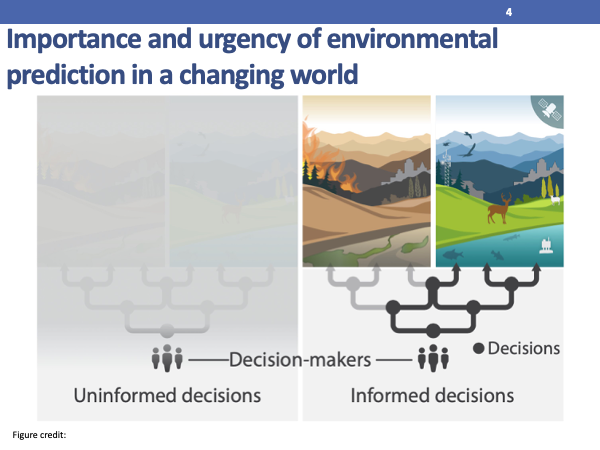 4
Importance and urgency of environmental
prediction in a changing world
Decision-makers
Decisions
Uninformed decisions
Informed decisions
Figure credit: